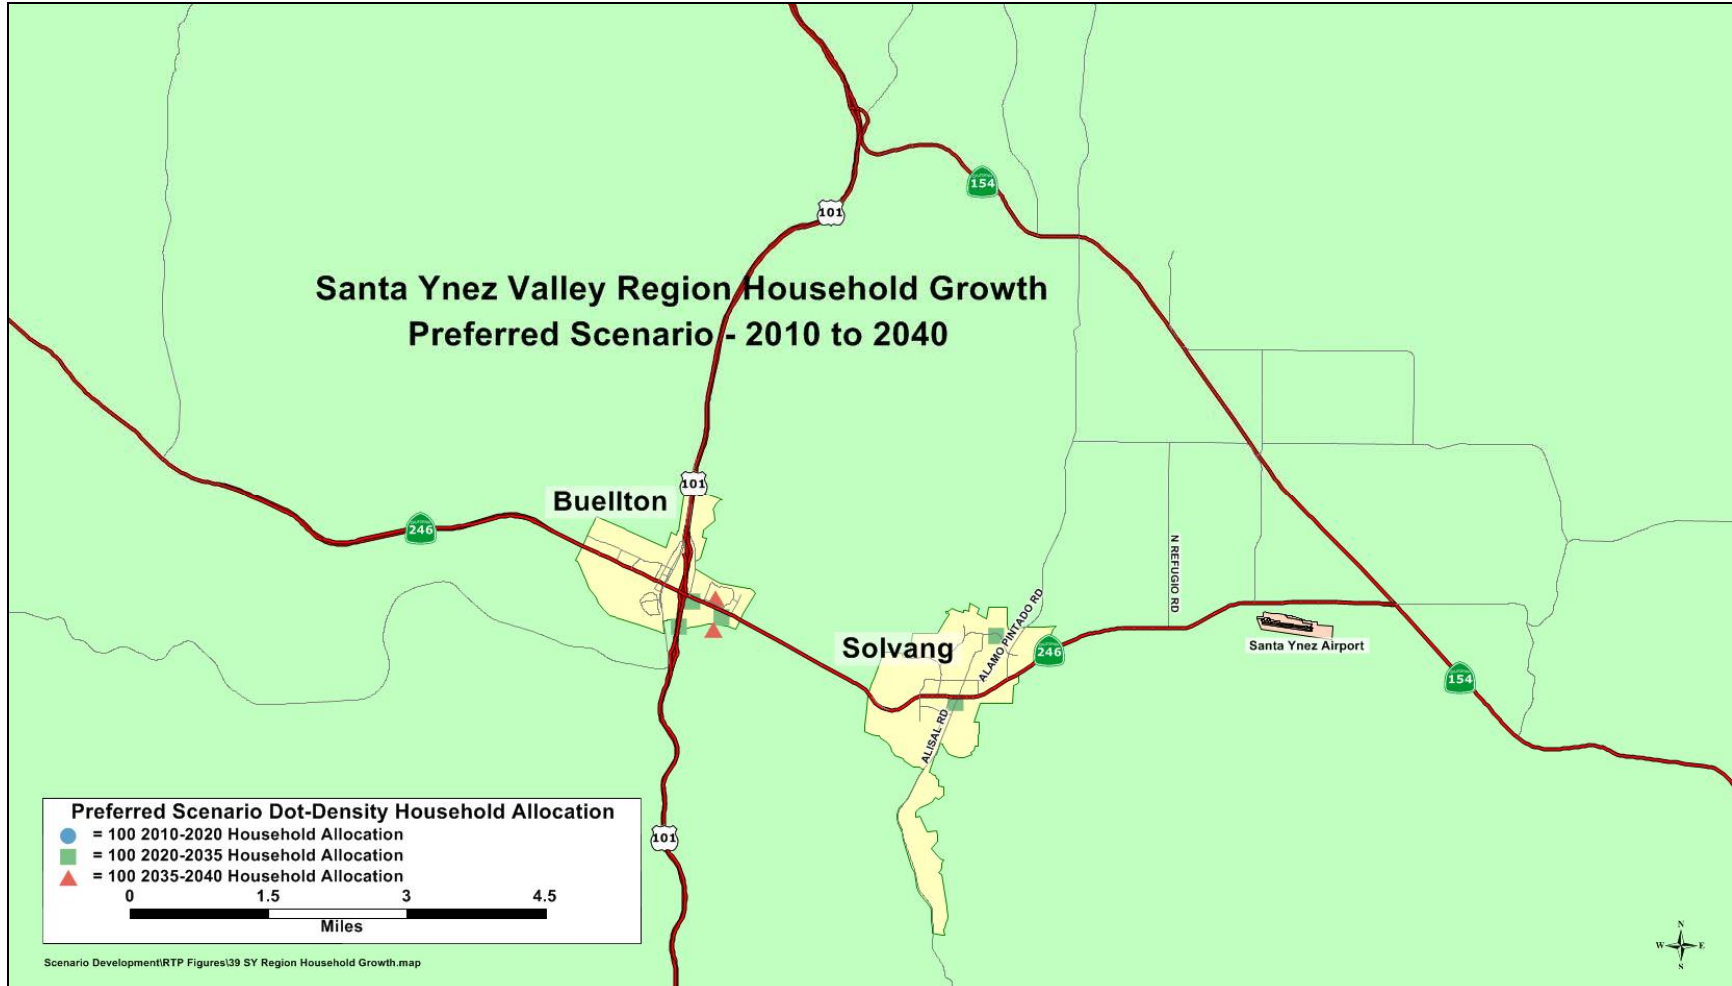 154
101
Santa Ynez Valley Region Household Growth
Preferred Scenario - 2010 to 2040
101
Buellton
246
N REFUGIO RD
ALAMO PINTADO RD
Solvang
246
Santa Ynez Airport
154
ALISAL RD
Preferred Scenario Dot-Density Household Allocation
= 100 2010-2020 Household Allocation
= 100 2020-2035 Household Allocation
= 100 2035-2040 Household Allocation
0 1.5 3 4.5
Miles
101
N
W E
S
Scenario Development\RTP Figures\39 SY Region Household Growth.map